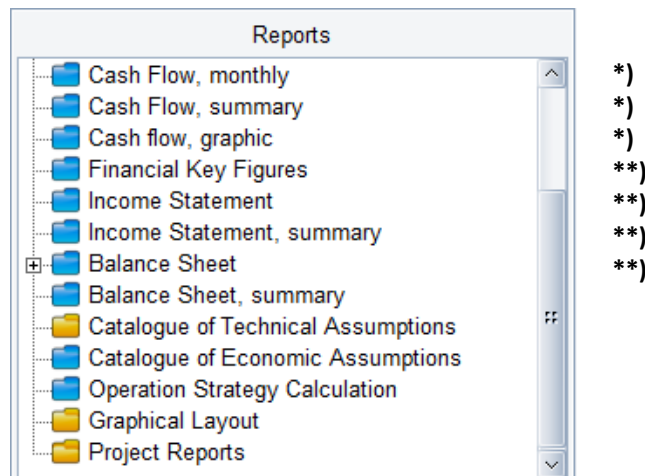 Reports
Cash Flow, monthly *)
Cash Flow, summary *)
Cash flow, graphic *)
Financial Key Figures **)
Income Statement **)
Income Statement, summary **)
Balance Sheet **)
Balance Sheet, summary
Catalogue of Technical Assumptions
Catalogue of Economic Assumptions
Operation Strategy Calculation
Graphical Layout
Project Reports